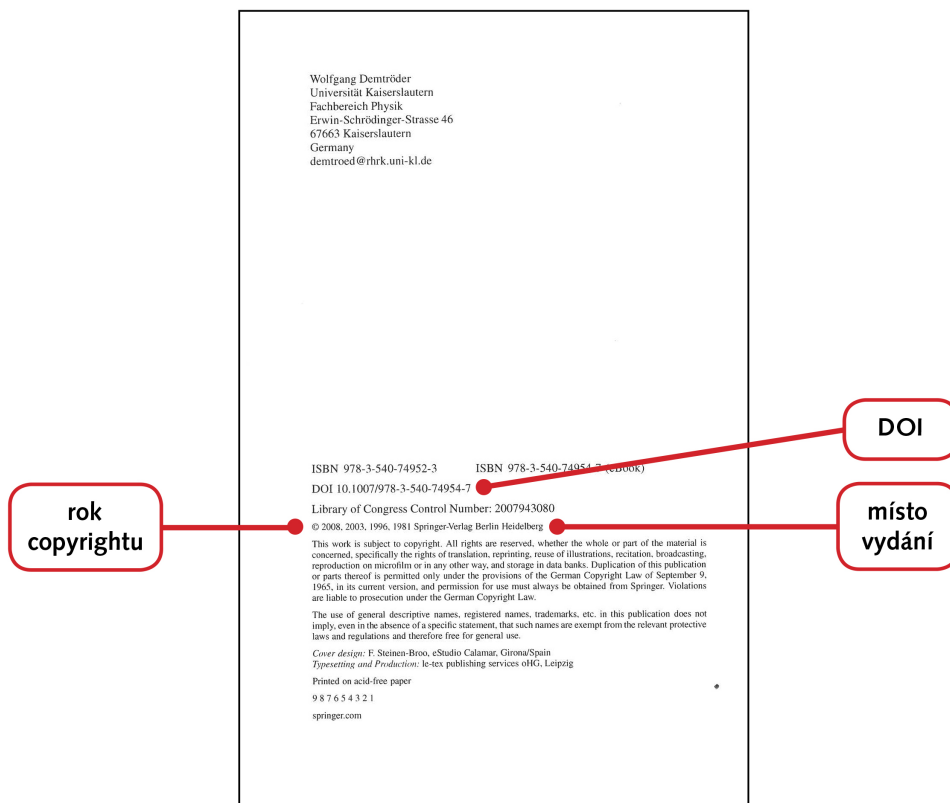 Wolfgang Demtröder
Universität Kaiserslautern
Fachbereich Physik
Erwin-Schrödinger-Strasse 46
67663 Kaiserslautern
Germany
demtroed@rhrk.uni-kl.de
DOI
ISBN 978-3-540-74952-3 ISBN 978-3-540-74954-7 (eBook)
DOI 10.1007/978-3-540-74954-7
rok
copyrightu
místo
vydání
Library of Congress Control Number: 2007943080
© 2008, 2003, 1996, 1981 Springer-Verlag Berlin Heidelberg
This work is subject to copyright. All rights are reserved, whether the whole or part of the material is
concerned, specifically the rights of translation, reprinting, reuse of illustrations, recitation, broadcasting,
reproduction on microfilm or in any other way, and storage in data banks. Duplication of this publication
or parts thereof is permitted only under the provisions of the German Copyright Law of September 9,
1965, in its current version, and permission for use must always be obtained from Springer. Violations
are liable to prosecution under the German Copyright Law.
The use of general descriptive names, registered names, trademarks, etc. in this publication does not
imply, even in the absence of a specific statement, that such names are exempt from the relevant protective
laws and regulations and therefore free for general use.
Cover design: F. Steinen-Broo, eStudio Calamar, Girona/Spain
Typesetting and Production: le-tex publishing services oHG, Leipzig
Printed on acid-free paper
9 8 7 6 5 4 3 2 1
springer.com